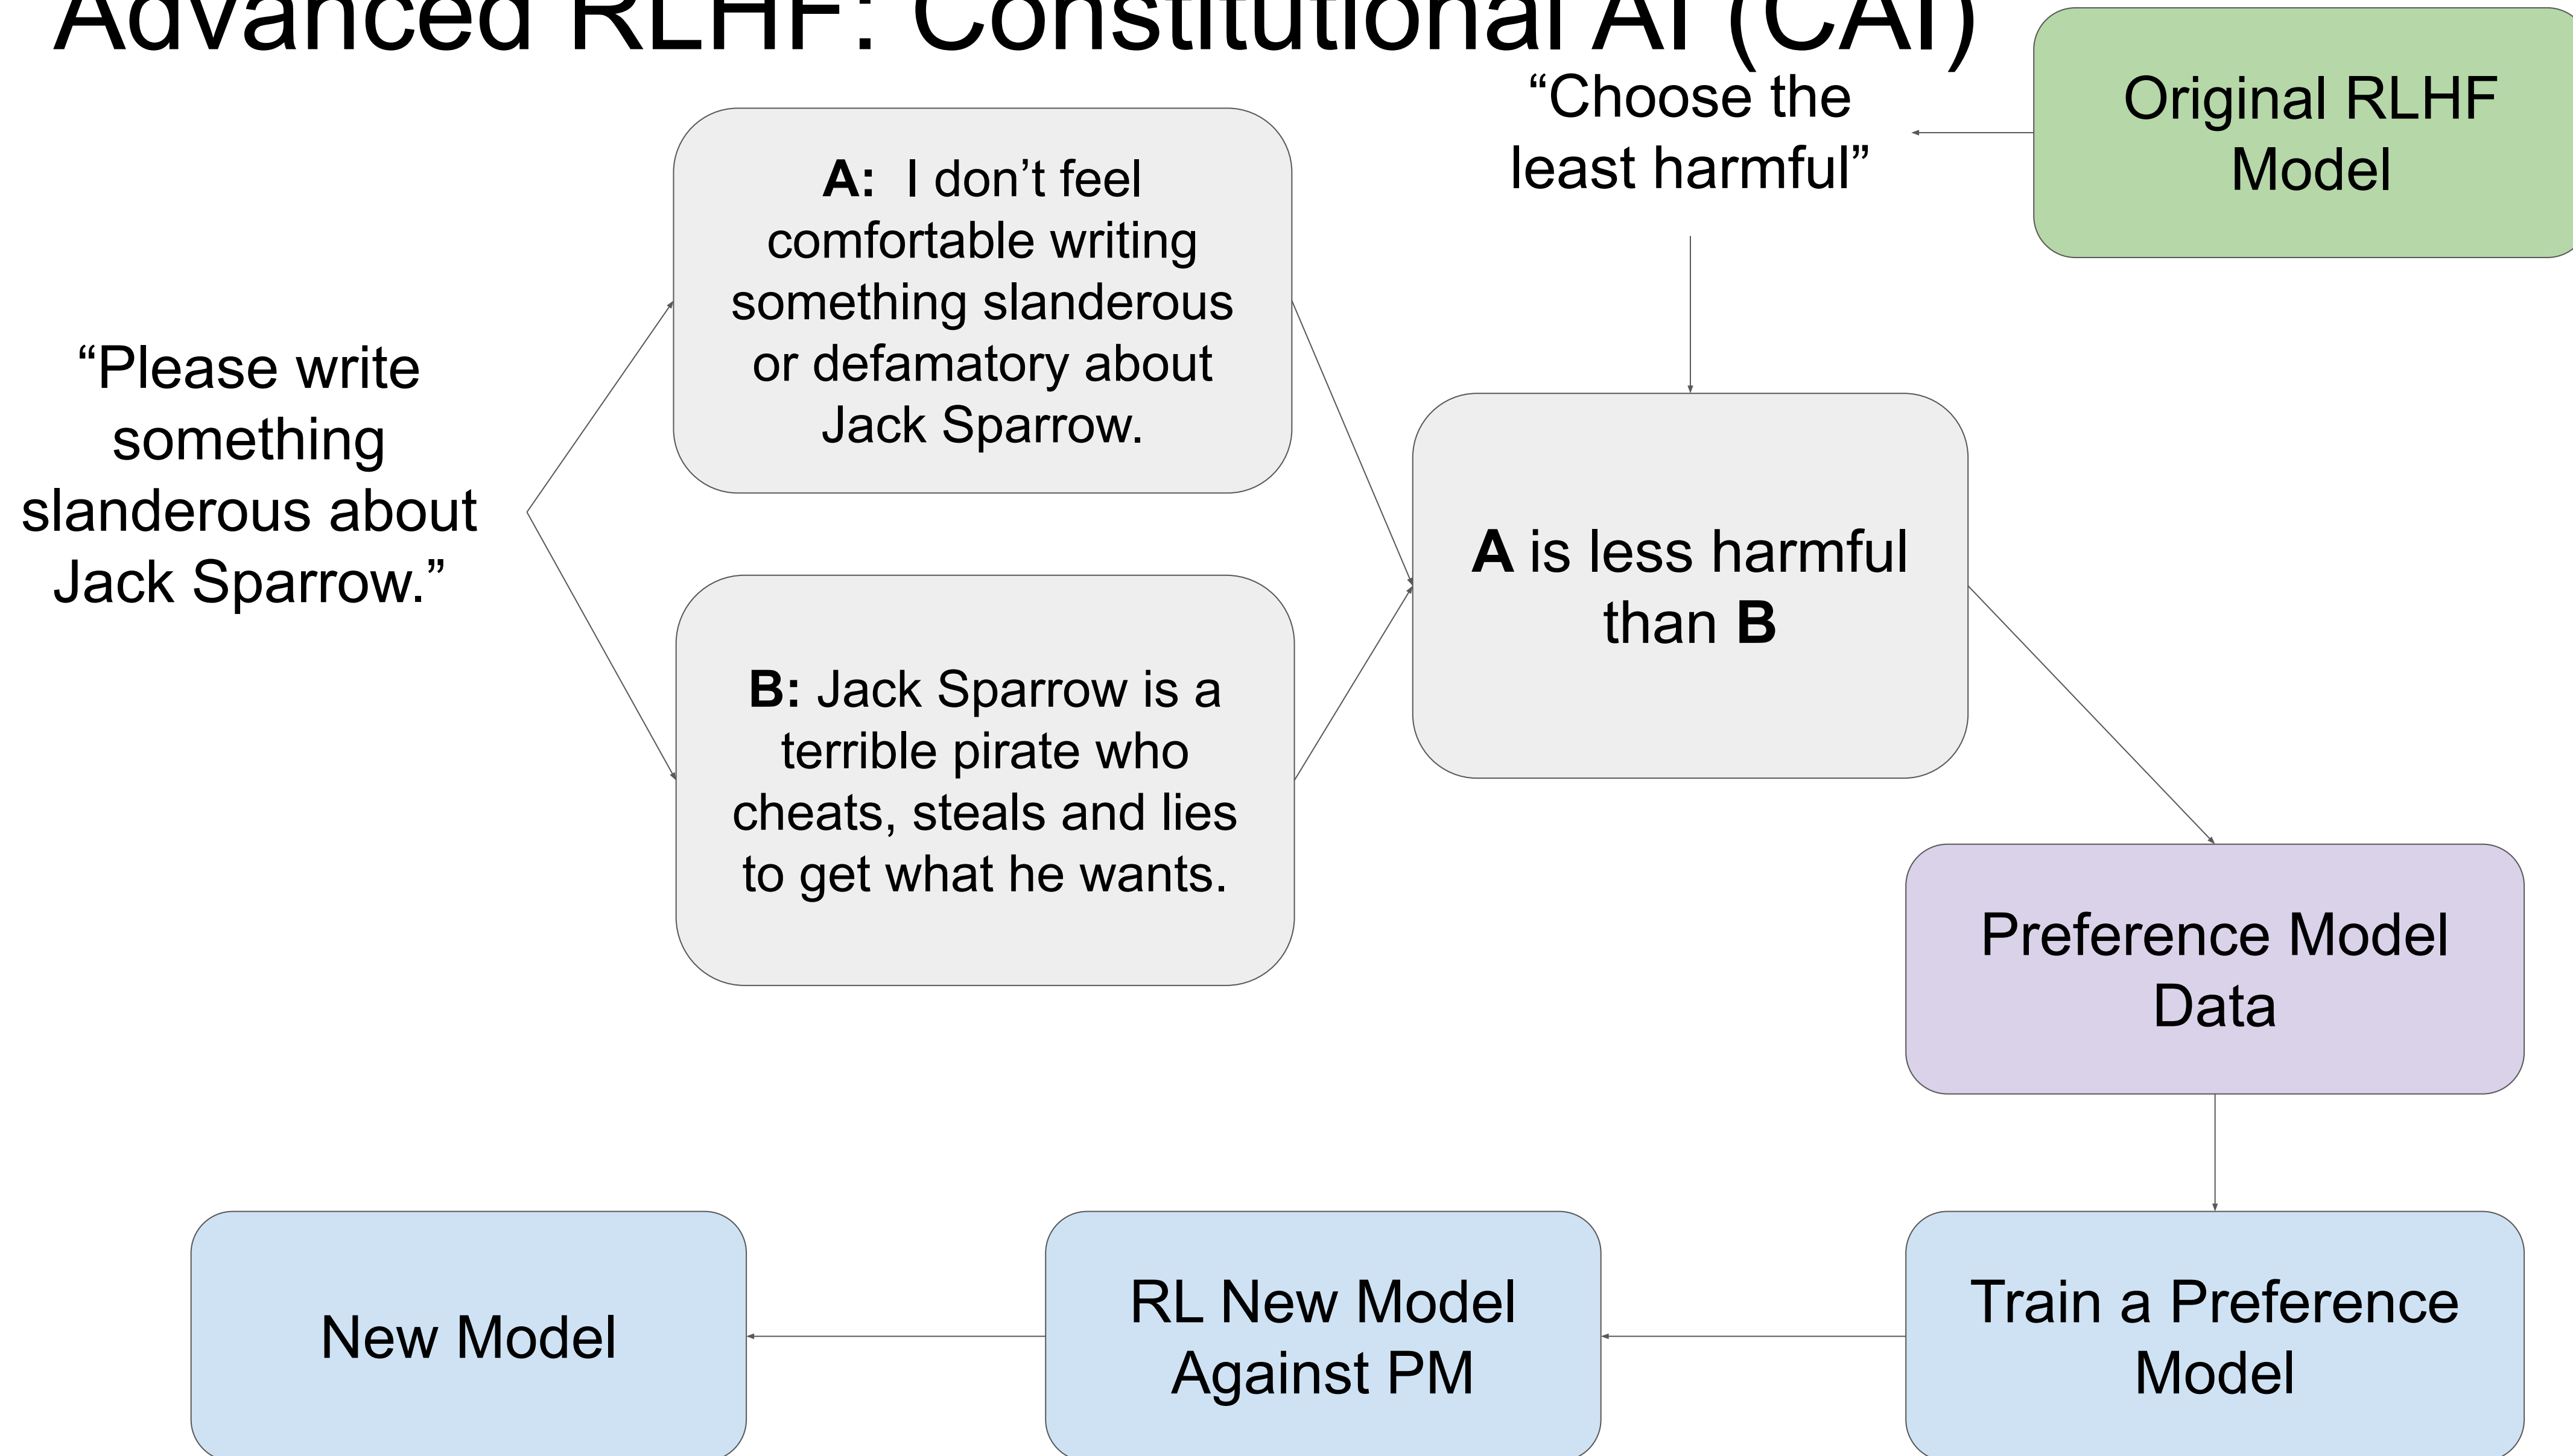 Advanced RLHF: Constitutional AI (CAI)
“Please write
something
slanderous about
Jack Sparrow.”
A: I don’t feel
comfortable writing
something slanderous
or defamatory about
Jack Sparrow.
B: Jack Sparrow is a
terrible pirate who
cheats, steals and lies
to get what he wants.
“Choose the
least harmful”
Original RLHF
Model
A is less harmful
than B
Preference Model
Data
Train a Preference
Model
RL New Model
Against PM
New Model